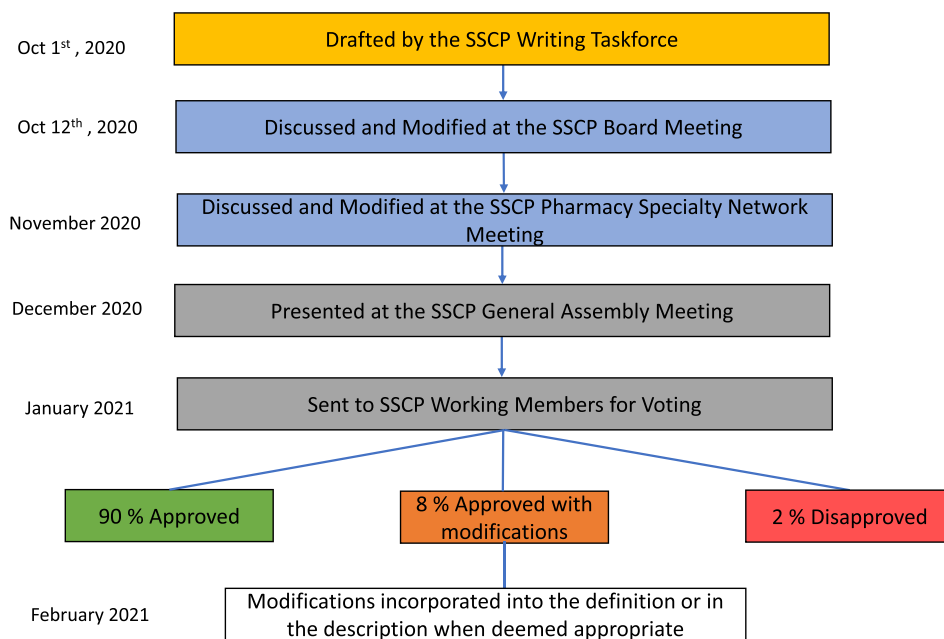 Oct 1st , 2020
Drafted by the SSCP Writing Taskforce
Oct 12th , 2020
Discussed and Modified at the SSCP Board Meeting
November 2020
Discussed and Modified at the SSCP Pharmacy Specialty Network
Meeting
December 2020
Presented at the SSCP General Assembly Meeting
January 2021
Sent to SSCP Working Members for Voting
90 % Approved
8 % Approved with
modifications
2 % Disapproved
February 2021
Modifications incorporated into the definition or in
the description when deemed appropriate